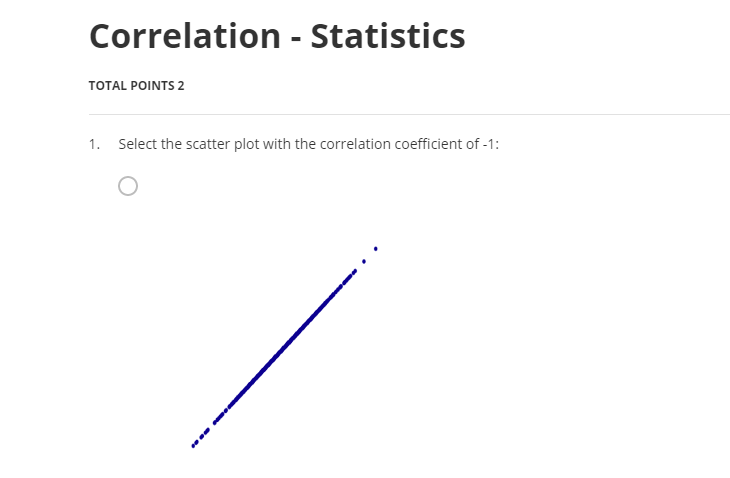 Correlation - Statistics
TOTAL POINTS 2
1. Select the scatter plot with the correlation coefficient of -1: